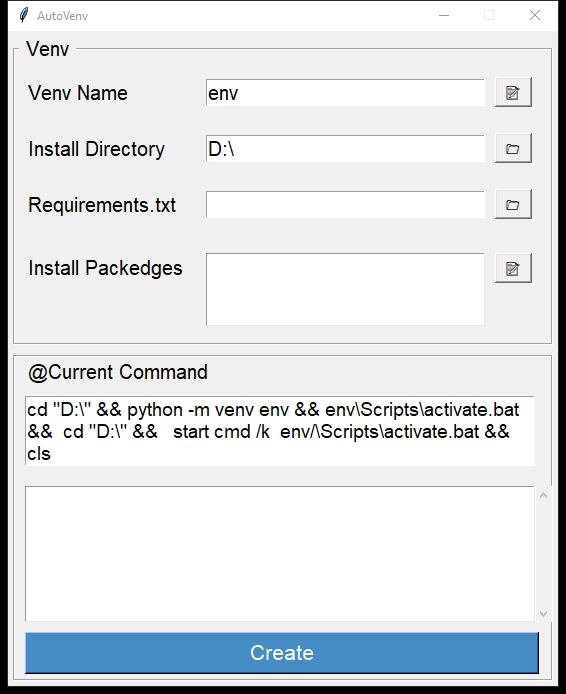 AutoVenv
Venv
Venv Name env
Install Directory D:\
Requirements.txt
Install Packedges
@Current Command
cd "D:\" && python -m venv env && env\Scripts\activate.bat
&&  cd "D:\" &&   start cmd /k  env/\Scripts\activate.bat &&
cls
Create